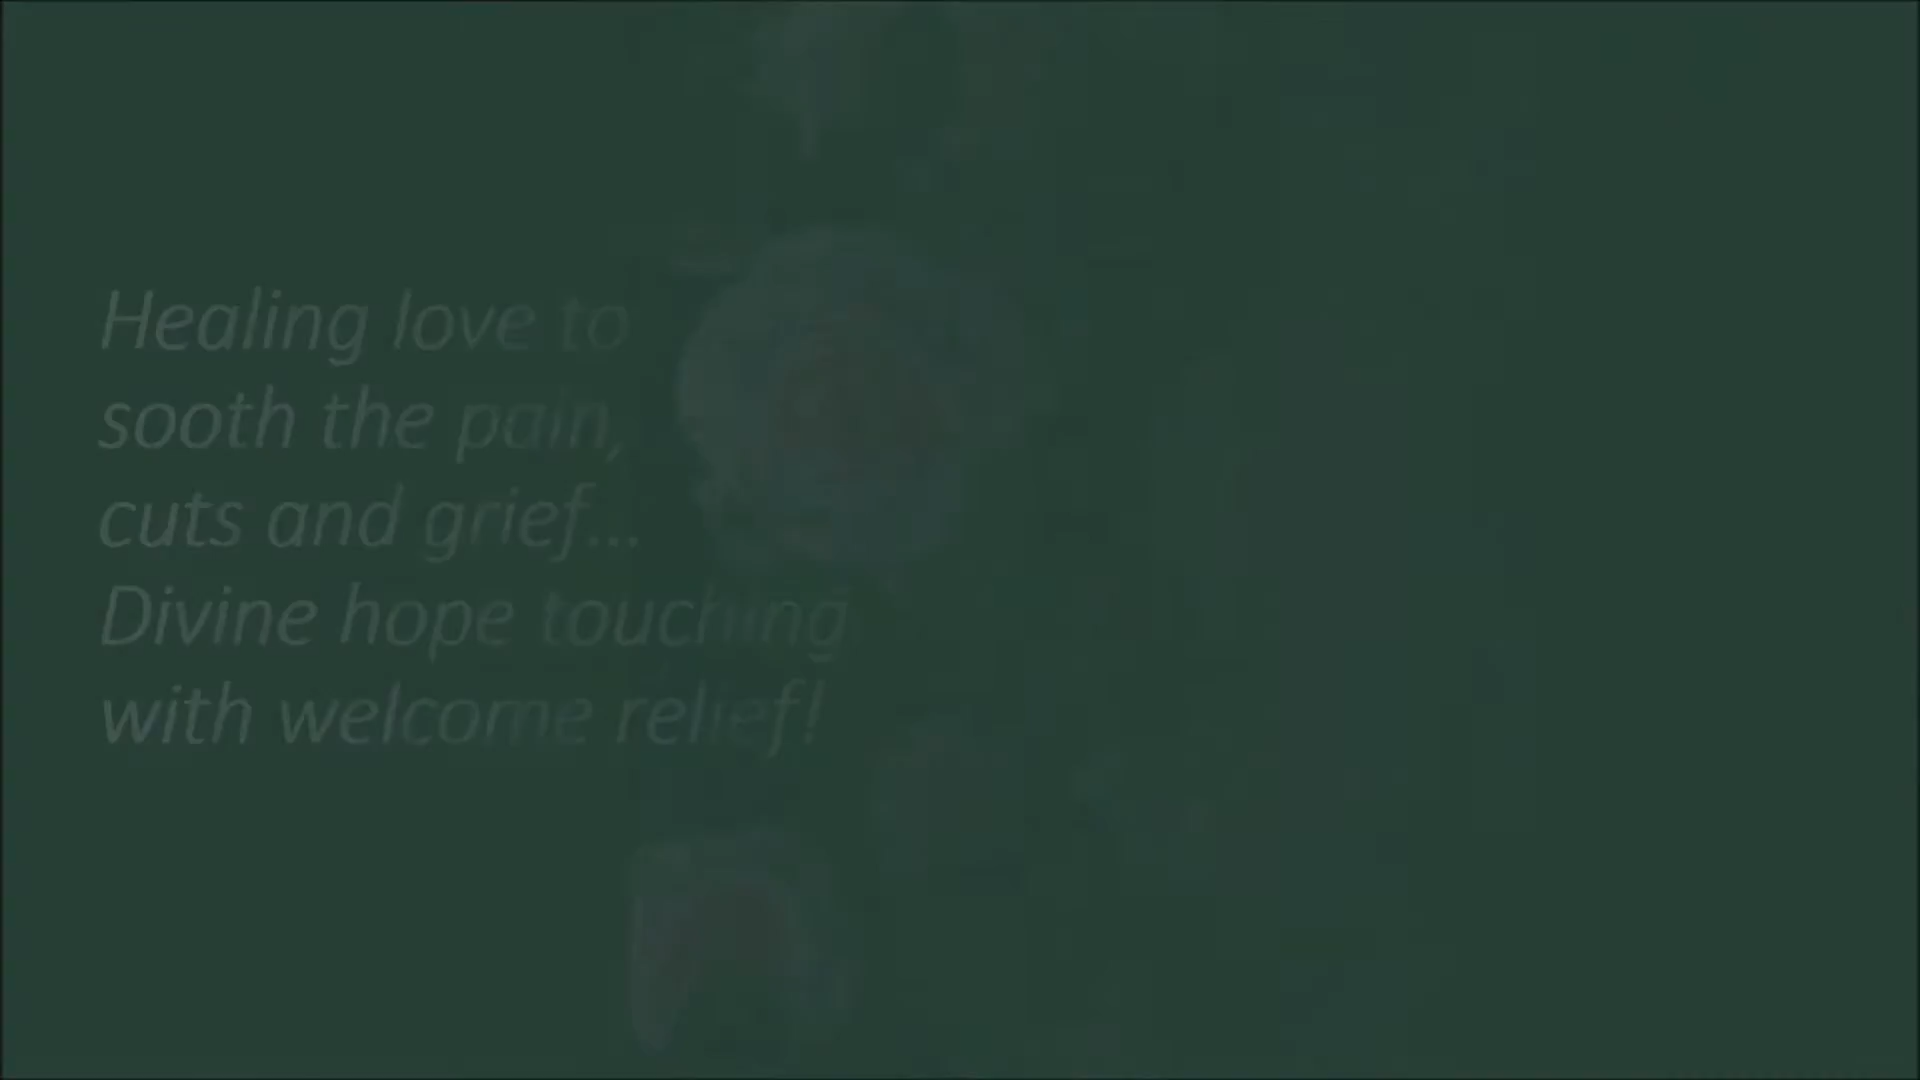 Healing love to
sooth the pain,
cuts and grief...
Divine hope touching
with welcome relief!